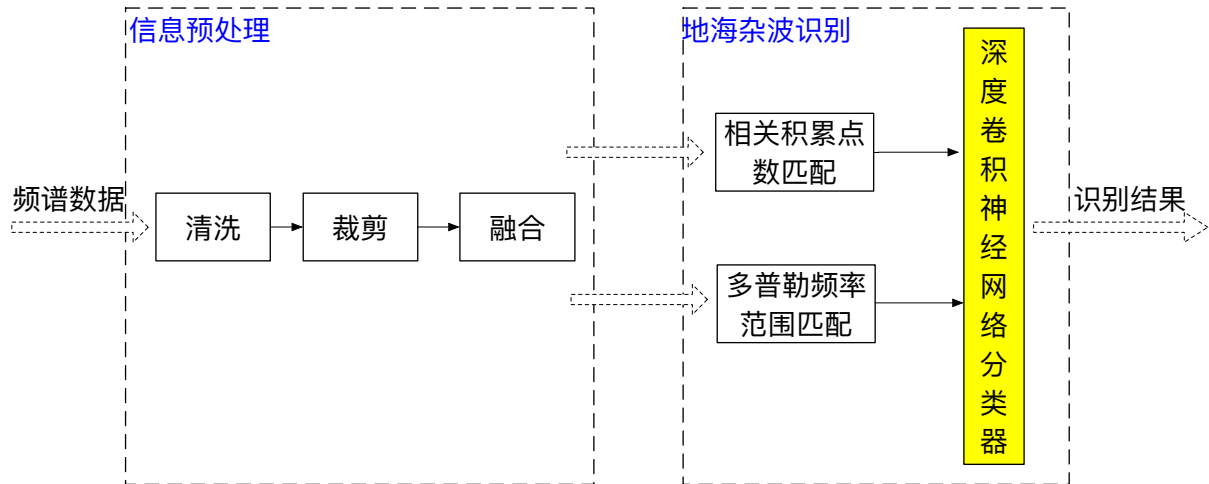 信息预处理
地海杂波识别
频谱数据
清洗
裁剪
融合
相关积累点
数匹配
多普勒频率
范围匹配
深
度
卷
积
神
经
网
络
分
类
器
识别结果